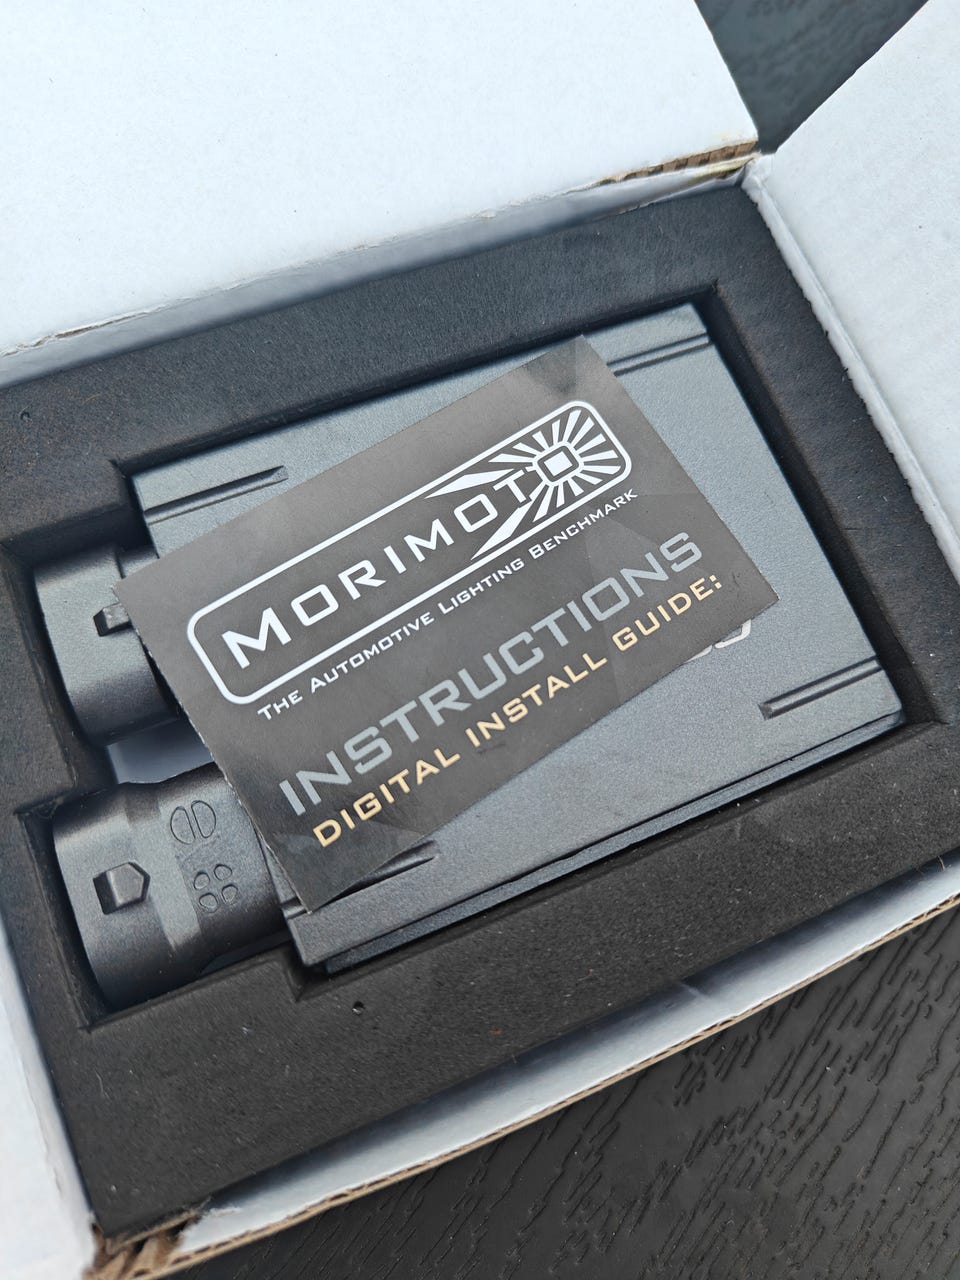 MORIMOTO
THE AUTOMOTIVE LIGHTING BENCHMARK
INSTRUCTIONS
DIGITAL INSTALL GUIDE: